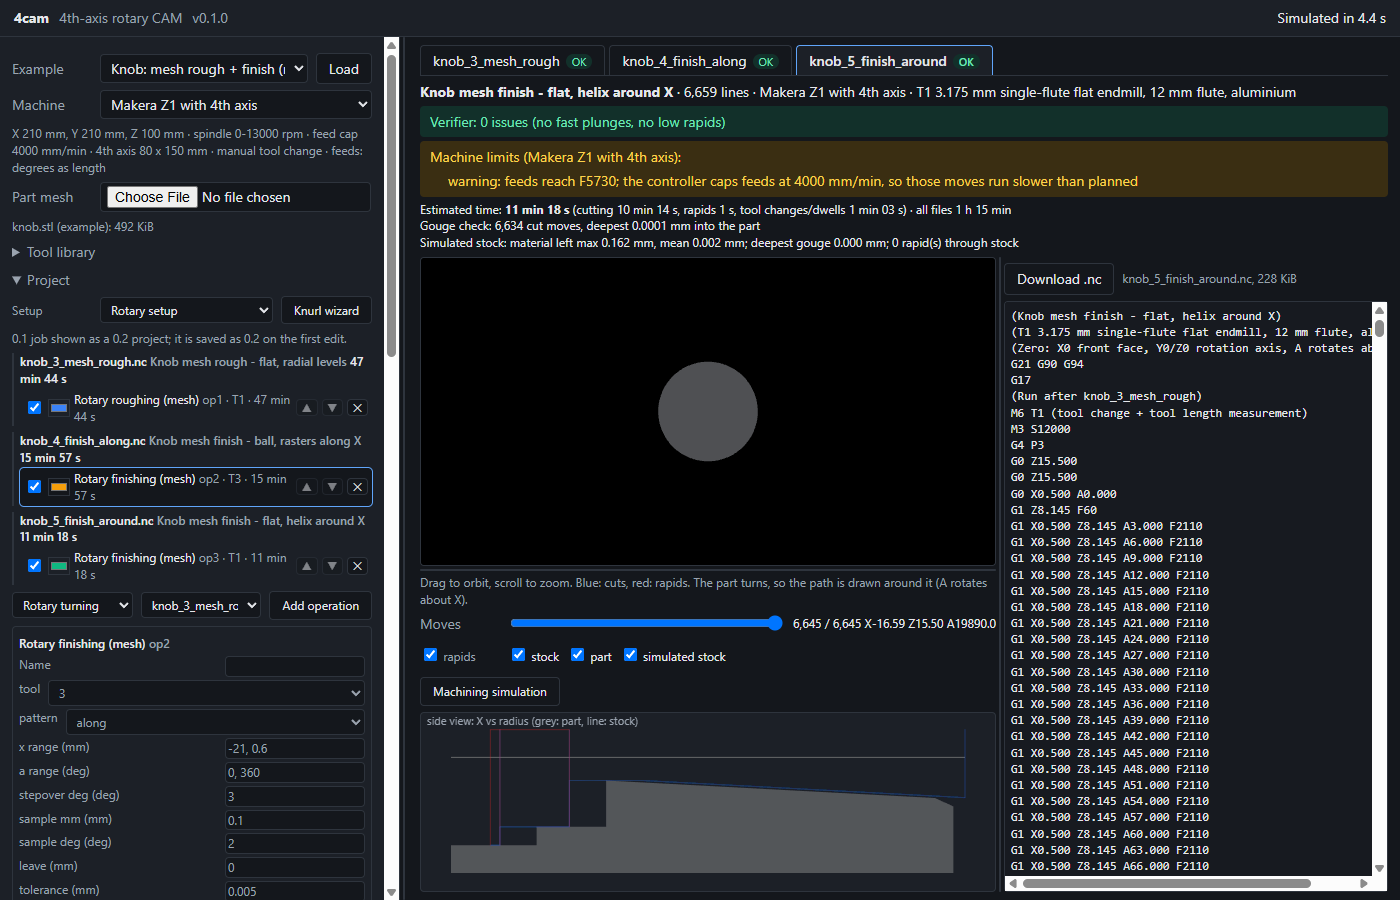 4cam 4th-axis rotary CAM v0.1.0
Simulated in 4.4 s
Example Knob: mesh rough + finish (r Load
Machine Makera Z1 with 4th axis
X 210 mm, Y 210 mm, Z 100 mm · spindle 0-13000 rpm · feed cap
4000 mm/min · 4th axis 80 x 150 mm · manual tool change · feeds:
degrees as length
Part mesh Choose File No file chosen
knob.stl (example): 492 KiB
▶ Tool library
▼ Project
Setup Rotary setup Knurl wizard
0.1 job shown as a 0.2 project; it is saved as 0.2 on the first edit.
knob_3_mesh_rough.nc Knob mesh rough - flat, radial levels 47
min 44 s
Rotary roughing (mesh) op1 · T1 · 47 min
44 s
knob_4_finish_along.nc Knob mesh finish - ball, rasters along X
15 min 57 s
Rotary finishing (mesh) op2 · T3 · 15 min
57 s
knob_5_finish_around.nc Knob mesh finish - flat, helix around X
11 min 18 s
Rotary finishing (mesh) op3 · T1 · 11 min
18 s
Rotary turning knob_3_mesh_rc Add operation
Rotary finishing (mesh) op2
Name
tool 3
pattern along
x range (mm) -21, 0.6
a range (deg) 0, 360
stepover deg (deg) 3
sample mm (mm) 0.1
sample deg (deg) 2
leave (mm) 0
tolerance (mm) 0.005
knob_3_mesh_rough OK knob_4_finish_along OK knob_5_finish_around OK
Knob mesh finish - flat, helix around X · 6,659 lines · Makera Z1 with 4th axis · T1 3.175 mm single-flute flat endmill, 12 mm flute, aluminium
Verifier: 0 issues (no fast plunges, no low rapids)
Machine limits (Makera Z1 with 4th axis):
warning: feeds reach F5730; the controller caps feeds at 4000 mm/min, so those moves run slower than planned
Estimated time: 11 min 18 s (cutting 10 min 14 s, rapids 1 s, tool changes/dwells 1 min 03 s) · all files 1 h 15 min
Gouge check: 6,634 cut moves, deepest 0.0001 mm into the part
Simulated stock: material left max 0.162 mm, mean 0.002 mm; deepest gouge 0.000 mm; 0 rapid(s) through stock
Drag to orbit, scroll to zoom. Blue: cuts, red: rapids. The part turns, so the path is drawn around it (A rotates
about X).
Moves 6,645 / 6,645 X-16.59 Z15.50 A19890.0
rapids stock part simulated stock
Machining simulation
side view: X vs radius (grey: part, line: stock)
Download .nc knob_5_finish_around.nc, 228 KiB
(Knob mesh finish - flat, helix around X)
(T1 3.175 mm single-flute flat endmill, 12 mm flute, al
(Zero: X0 front face, Y0/Z0 rotation axis, A rotates ab
G21 G90 G94
G17
(Run after knob_3_mesh_rough)
M6 T1 (tool change + tool length measurement)
M3 S12000
G4 P3
G0 Z15.500
G0 Z15.500
G0 X0.500 A0.000
G1 Z8.145 F60
G1 X0.500 Z8.145 A3.000 F2110
G1 X0.500 Z8.145 A6.000 F2110
G1 X0.500 Z8.145 A9.000 F2110
G1 X0.500 Z8.145 A12.000 F2110
G1 X0.500 Z8.145 A15.000 F2110
G1 X0.500 Z8.145 A18.000 F2110
G1 X0.500 Z8.145 A21.000 F2110
G1 X0.500 Z8.145 A24.000 F2110
G1 X0.500 Z8.145 A27.000 F2110
G1 X0.500 Z8.145 A30.000 F2110
G1 X0.500 Z8.145 A33.000 F2110
G1 X0.500 Z8.145 A36.000 F2110
G1 X0.500 Z8.145 A39.000 F2110
G1 X0.500 Z8.145 A42.000 F2110
G1 X0.500 Z8.145 A45.000 F2110
G1 X0.500 Z8.145 A48.000 F2110
G1 X0.500 Z8.145 A51.000 F2110
G1 X0.500 Z8.145 A54.000 F2110
G1 X0.500 Z8.145 A57.000 F2110
G1 X0.500 Z8.145 A60.000 F2110
G1 X0.500 Z8.145 A63.000 F2110
G1 X0.500 Z8.145 A66.000 F2110